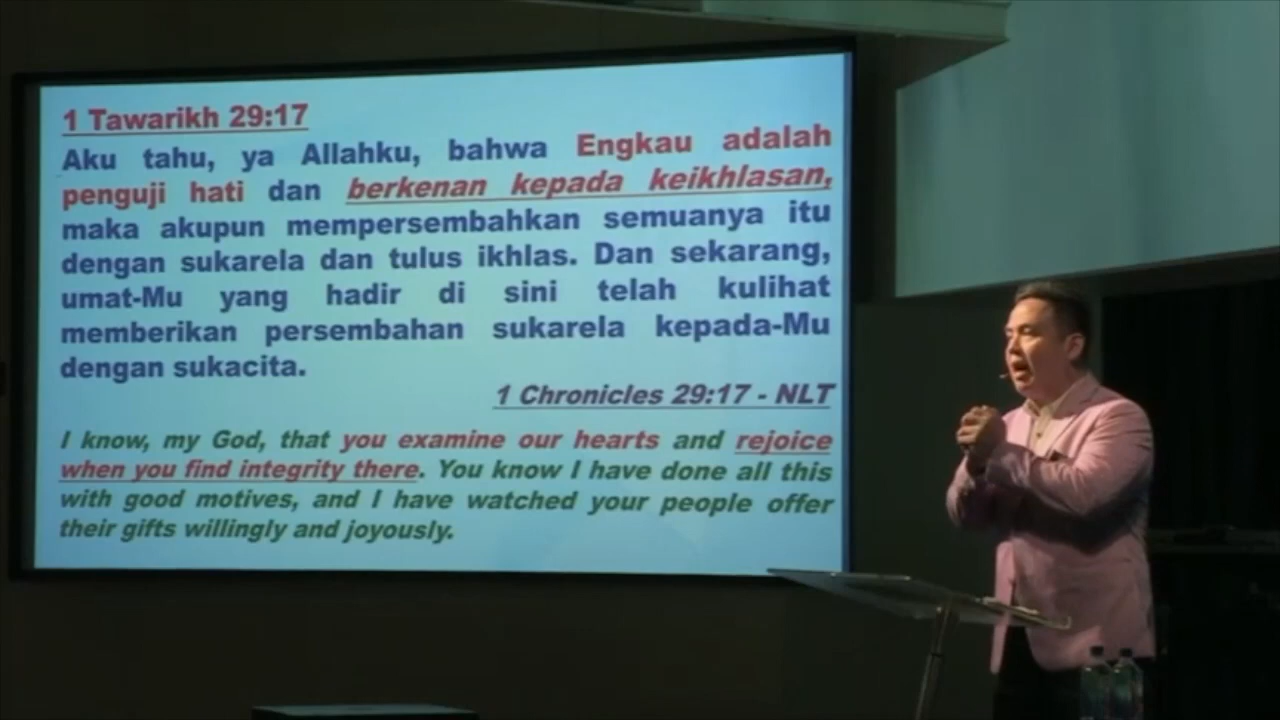 1 Tawarikh 29:17
Aku tahu, ya Allahku, bahwa Engkau adalah
penguji hati dan berkenan kepada keikhlasan,
maka akupun mempersembahkan semuanya itu
dengan sukarela dan tulus ikhlas. Dan sekarang,
umat-Mu yang hadir di sini telah kulihat
memberikan persembahan sukarela kepada-Mu
dengan sukacita.
1 Chronicles 29:17 - NLT
I know, my God, that you examine our hearts and rejoice
when you find integrity there. You know I have done all this
with good motives, and I have watched your people offer
their gifts willingly and joyously.